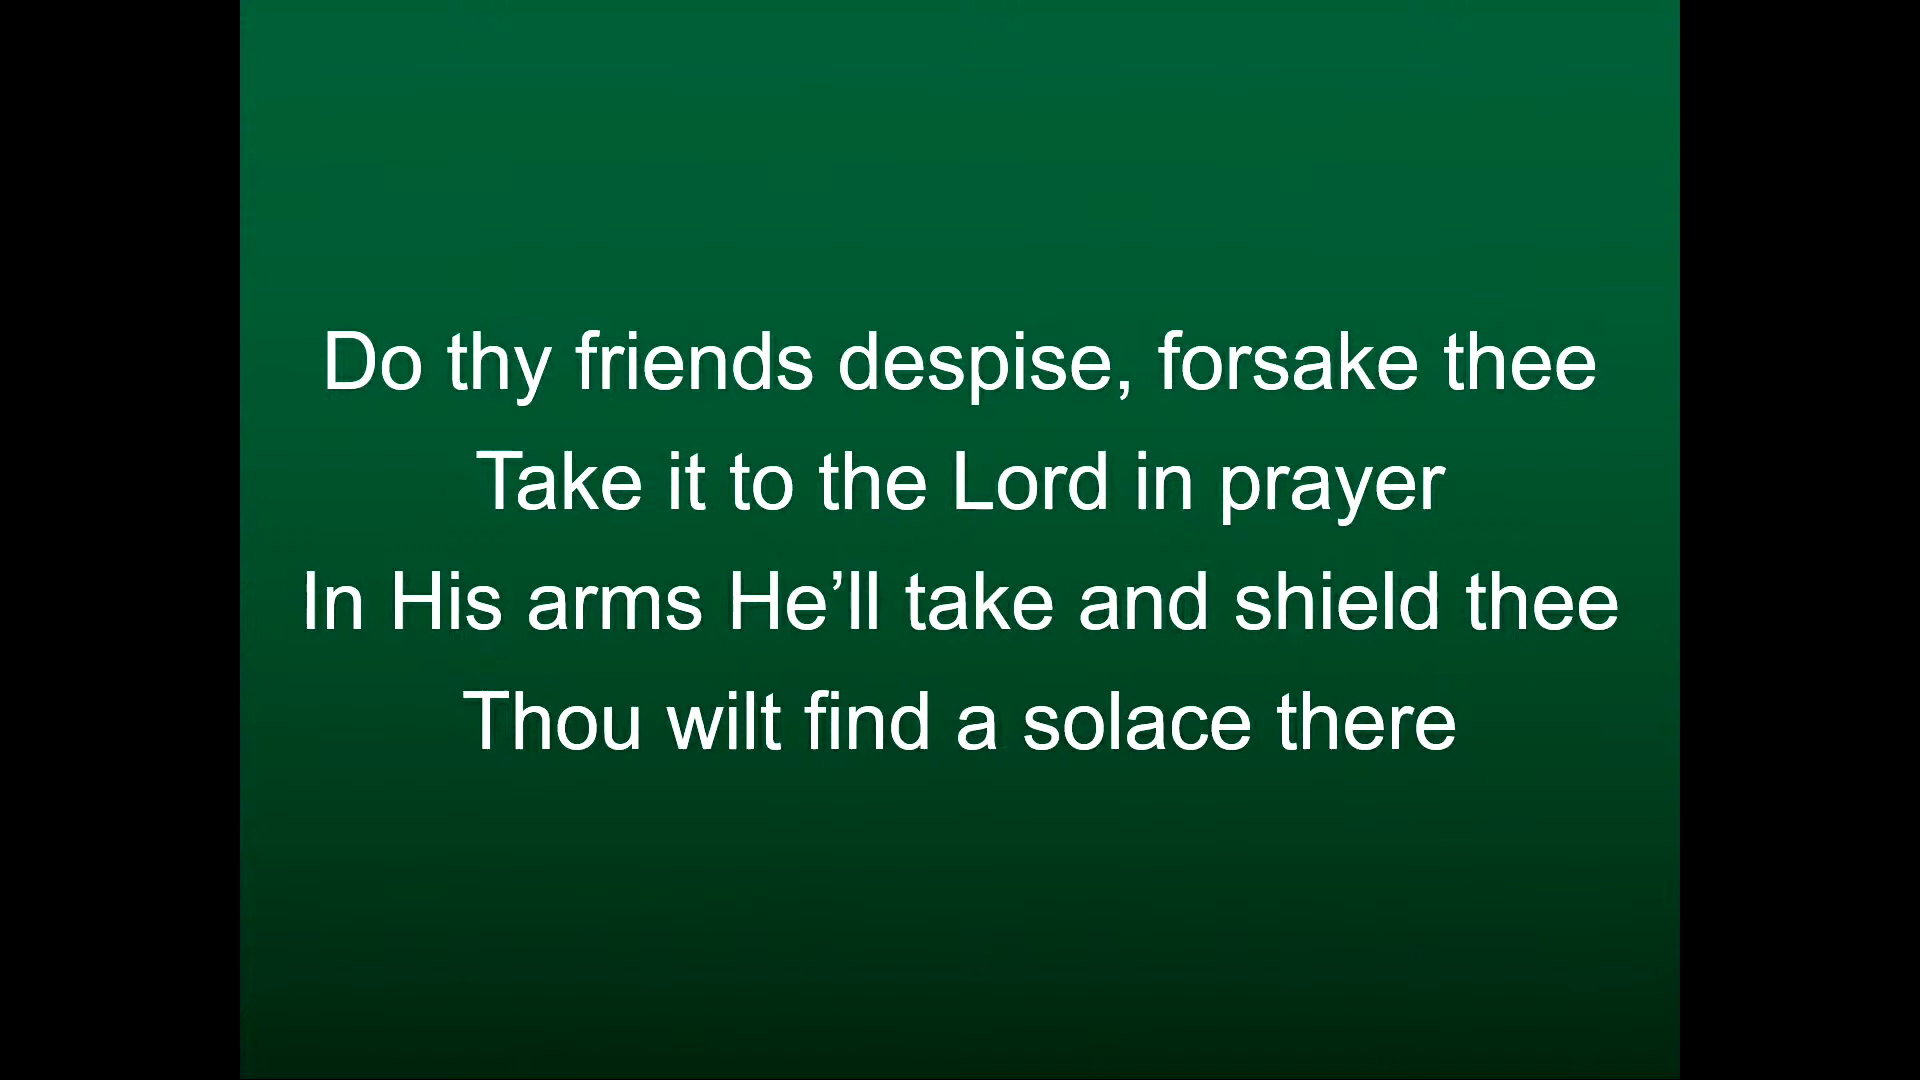 Do thy friends despise, forsake thee
Take it to the Lord in prayer
In His arms He’ll take and shield thee
Thou wilt find a solace there